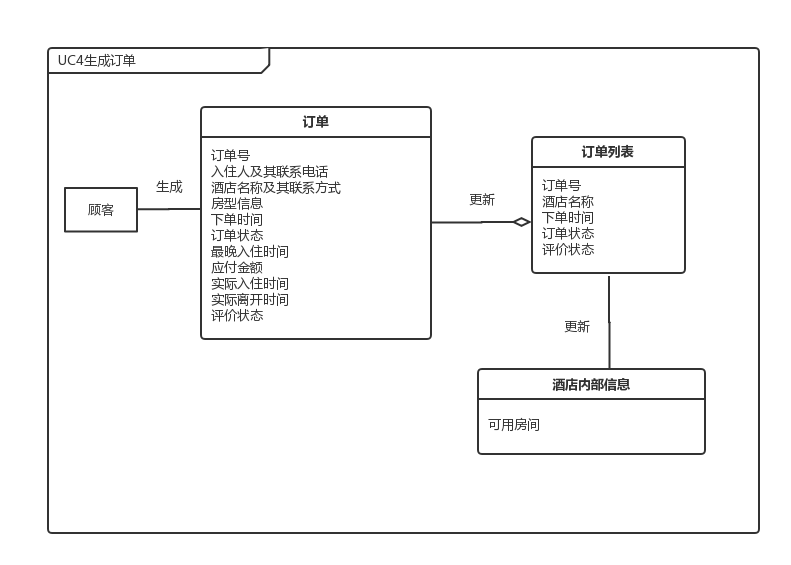 UC4生成订单
顾客
生成
订单
订单号
入住人及其联系电话
酒店名称及其联系方式
房型信息
下单时间
订单状态
最晚入住时间
应付金额
实际入住时间
实际离开时间
评价状态
更新
订单列表
订单号
酒店名称
下单时间
订单状态
评价状态
更新
酒店内部信息
可用房间